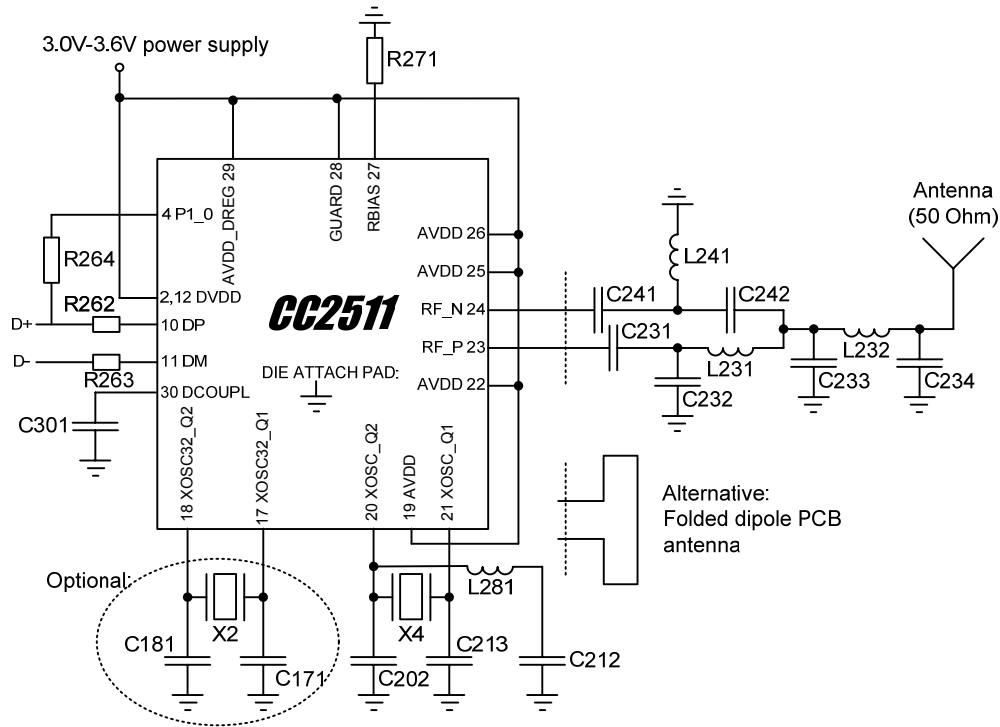 3.0V-3.6V power supply
R271
4 P1_0
AVDD_DREG 29
GUARD 28
RBIAS 27
Antenna
(50 Ohm)
R264
AVDD 26
L241
AVDD 25
R262
2,12 DVDD
CC2511
RF_N 24
C241
C242
D+
10 DP
C231
D-
11 DM
RF_P 23
L231
L232
R263
DIE ATTACH PAD:
C233
C234
30 DCOUPL
AVDD 22
C232
C301
18 XOSC32_Q2
17 XOSC32_Q1
20 XOSC_Q2
19 AVDD
21 XOSC_Q1
Alternative:
Folded dipole PCB
antenna
Optional:
L281
X2
X4
C181
C171
C202
C213
C212